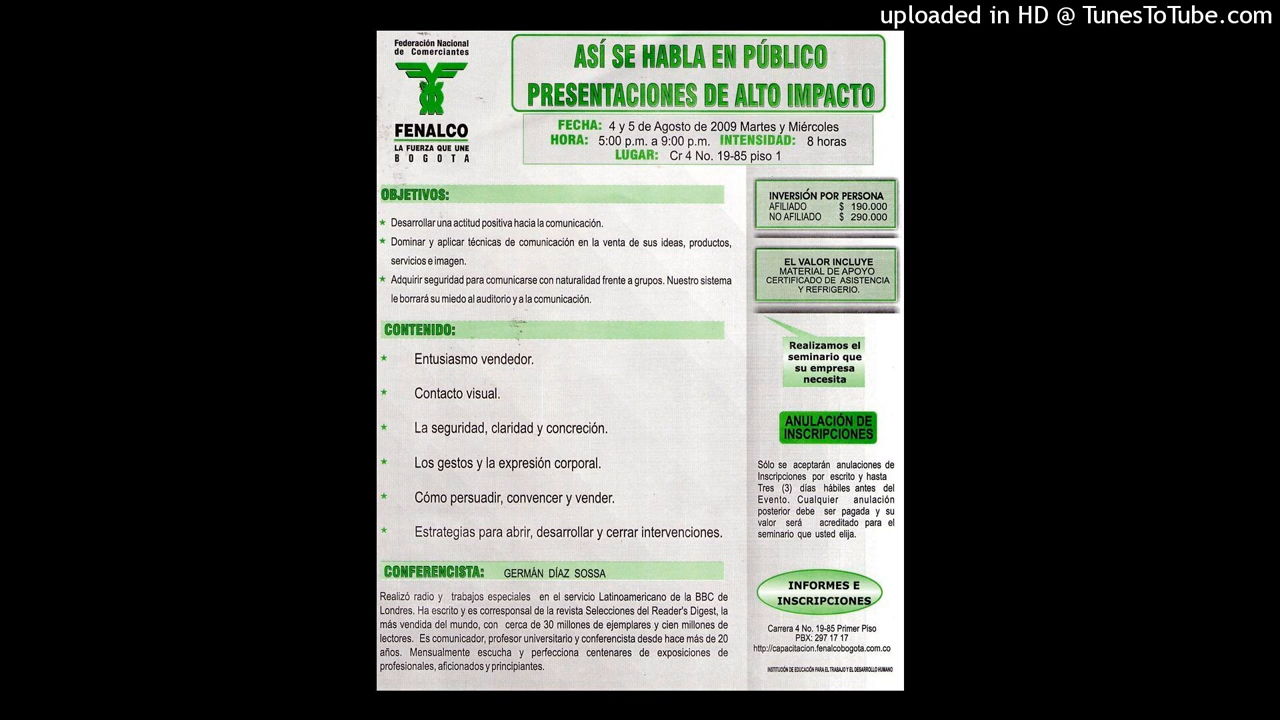 uploaded in HD @ TunesToTube.com
Federación Nacional
de Comerciantes
FENALCO
LA FUERZA QUE UNE
BOGOTA
ASÍ SE HABLA EN PÚBLICO
PRESENTACIONES DE ALTO IMPACTO
FECHA: 4 y 5 de Agosto de 2009 Martes y Miércoles
HORA: 5:00 p.m. a 9:00 p.m. INTENSIDAD: 8 horas
LUGAR: Cr 4 No. 19-85 piso 1
OBJETIVOS:
Desarrollar una actitud positiva hacia la comunicación.
Dominar y aplicar técnicas de comunicación en la venta de sus ideas, productos,
servicios e imagen.
Adquirir seguridad para comunicarse con naturalidad frente a grupos. Nuestro sistema
le borrará su miedo al auditorio y a la comunicación.
CONTENIDO:
Entusiasmo vendedor.
Contacto visual.
La seguridad, claridad y concreción.
Los gestos y la expresión corporal.
Cómo persuadir, convencer y vender.
Estrategias para abrir, desarrollar y cerrar intervenciones.
CONFERENCISTA: GERMÁN DÍAZ SOSSA
Realizó radio y trabajos especiales en el servicio Latinoamericano de la BBC de
Londres. Ha escrito y es corresponsal de la revista Selecciones del Reader's Digest, la
más vendida del mundo, con cerca de 30 millones de ejemplares y cien millones de
lectores. Es comunicador, profesor universitario y conferencista desde hace más de 20
años. Mensualmente escucha y perfecciona centenares de exposiciones de
profesionales, aficionados y principiantes.
INVERSIÓN POR PERSONA
AFILIADO $ 190.000
NO AFILIADO $ 290.000
EL VALOR INCLUYE
MATERIAL DE APOYO
CERTIFICADO DE ASISTENCIA
Y REFRIGERIO.
Realizamos el
seminario que
su empresa
necesita
ANULACIÓN DE
INSCRIPCIONES
Sólo se aceptarán anulaciones de
Inscripciones por escrito y hasta
Tres (3) días hábiles antes del
Evento. Cualquier anulación
posterior debe ser pagada y su
valor será acreditado para el
seminario que usted elija.
INFORMES E
INSCRIPCIONES
Carrera 4 No. 19-85 Primer Piso
PBX: 297 17 17
http://capacitacion.fenalcobogota.com.co
INSTITUCIÓN DE EDUCACIÓN PARA EL TRABAJO Y EL DESARROLLO HUMANO